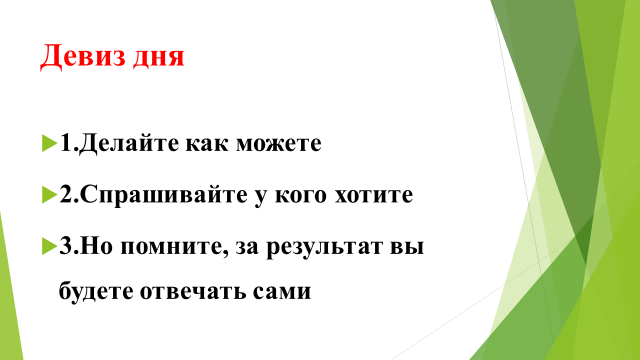 Девиз дня
1.Делайте как можете
2.Спрашивайте у кого хотите
3.Но помните, за результат вы
будете отвечать сами